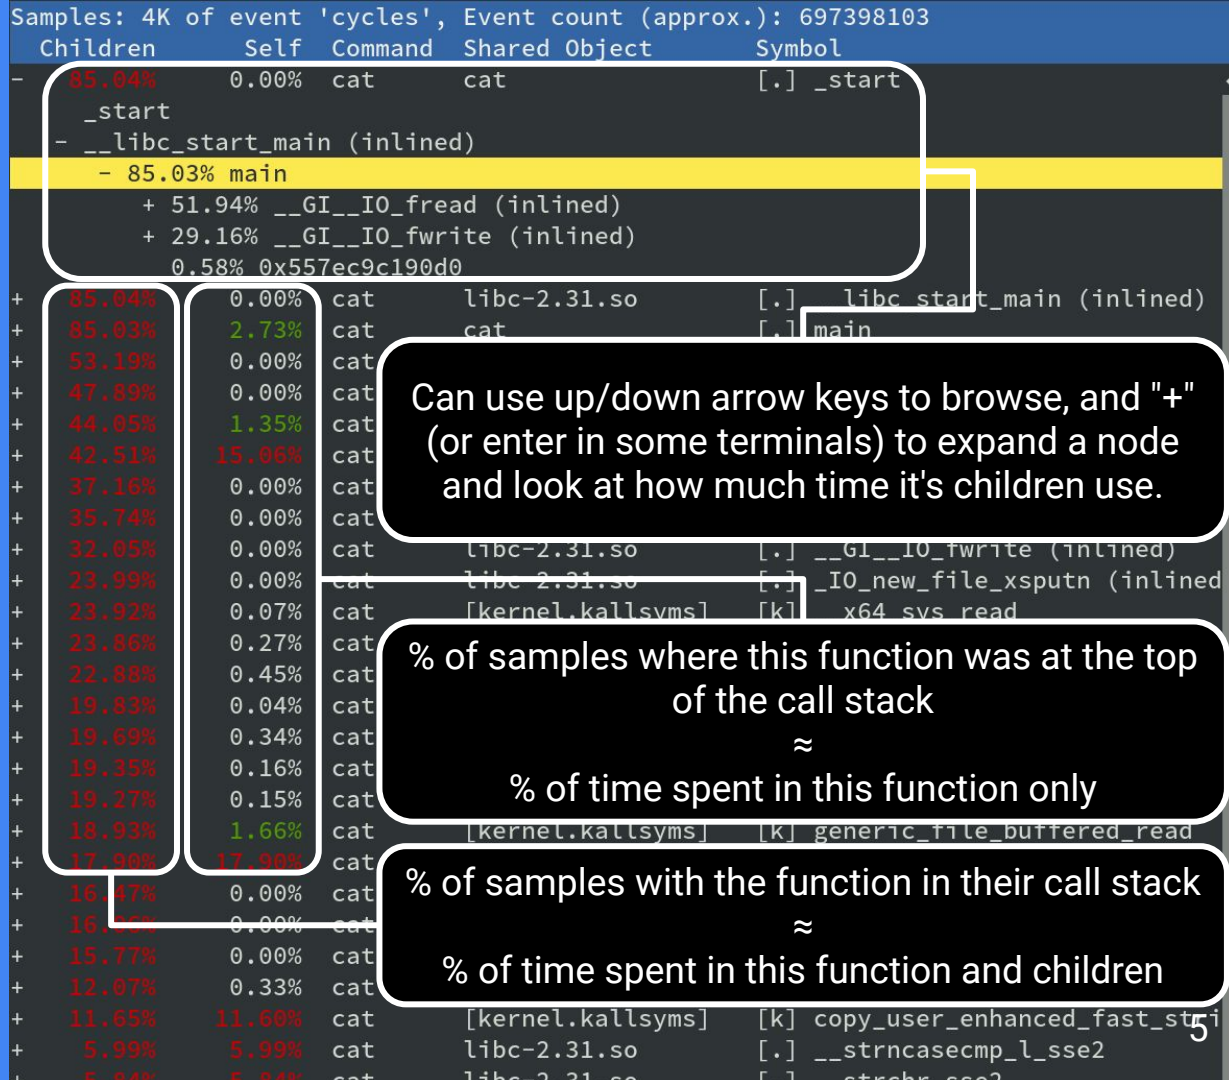 Samples: 4K of event 'cycles', Event count (approx.): 697398103
Children Self Command Shared Object Symbol
- 85.04% 0.00% cat cat [.] _start
_start
- __libc_start_main (inlined)
- 85.03% main
+ 51.94% __GI__IO_fread (inlined)
+ 29.16% __GI__IO_fwrite (inlined)
0.58% 0x557ec9c190d0
+ 85.04% 0.00% cat libc-2.31.so [.] __libc_start_main (inlined)
+ 85.03% 2.73% cat cat [.] main
+ 53.19% 0.00% cat
+ 47.89% 0.00% cat
+ 44.05% 1.35% cat
+ 42.51% 15.06% cat
+ 37.16% 0.00% cat
+ 35.74% 0.00% cat
Can use up/down arrow keys to browse, and "+"
(or enter in some terminals) to expand a node
and look at how much time it's children use.
+ 32.05% 0.00% cat libc-2.31.so [.] __GI__IO_fwrite (inlined)
+ 23.99% 0.00% cat libc-2.31.so [.] _IO_new_file_xsputn (inlined
+ 23.92% 0.07% cat [kernel.kallsyms] [k] __x64_sys_read
+ 23.86% 0.27% cat
+ 22.88% 0.45% cat
+ 19.83% 0.04% cat
+ 19.69% 0.34% cat
+ 19.35% 0.16% cat
+ 19.27% 0.15% cat
% of samples where this function was at the top
of the call stack
≈
% of time spent in this function only
+ 18.93% 1.66% cat [kernel.kallsyms] [k] generic_file_buffered_read
+ 17.90% 17.90% cat
+ 16.47% 0.00% cat
+ 0.00% cat
+ 15.77% 0.00% cat
+ 12.07% 0.33% cat
% of samples with the function in their call stack
≈
% of time spent in this function and children
+ 11.65% 11.60% cat [kernel.kallsyms] [k] copy_user_enhanced_fast_stri
5
+ 5.99% 5.99% cat libc-2.31.so [.] __strncasecmp_l_sse2
+ cat libc-2.31.so [.] __strchr_sse2